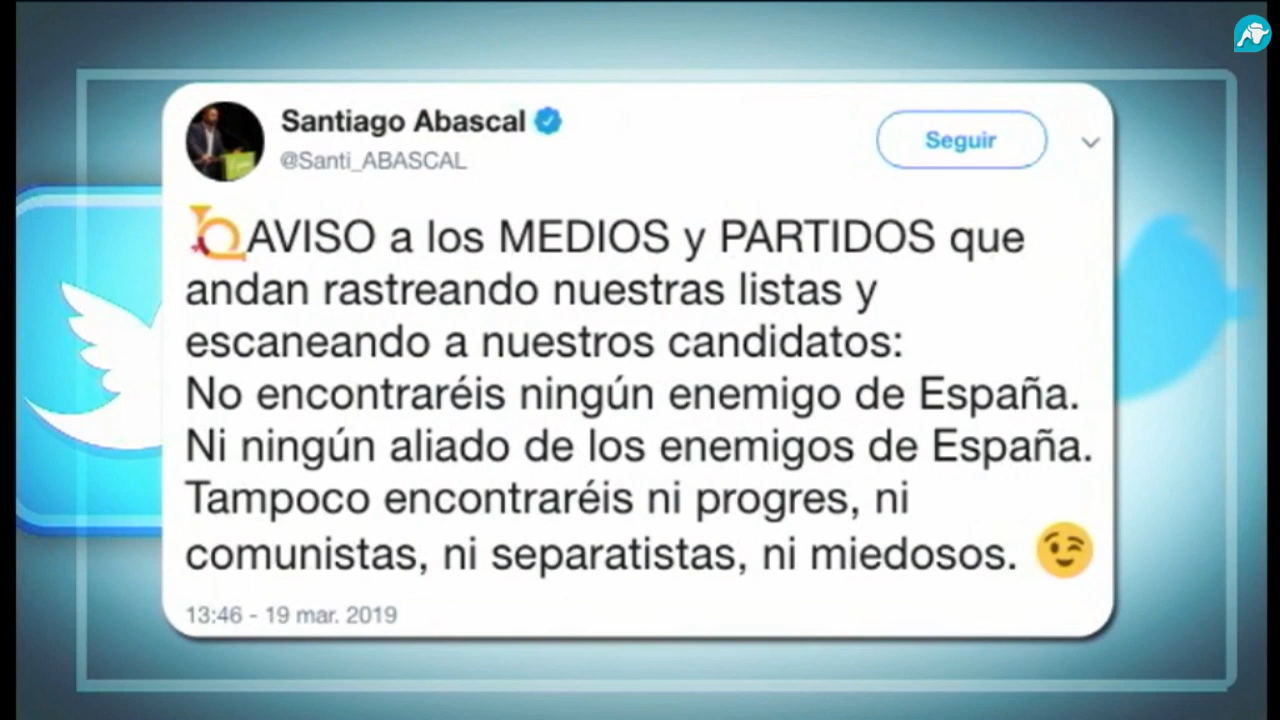 Santiago Abascal
@Santi_ABASCAL
Seguir
AVISO a los MEDIOS y PARTIDOS que
andan rastreando nuestras listas y
escaneando a nuestros candidatos:
No encontraréis ningún enemigo de España.
Ni ningún aliado de los enemigos de España.
Tampoco encontraréis ni progres, ni
comunistas, ni separatistas, ni miedosos. 😉
13:46 - 19 mar. 2019